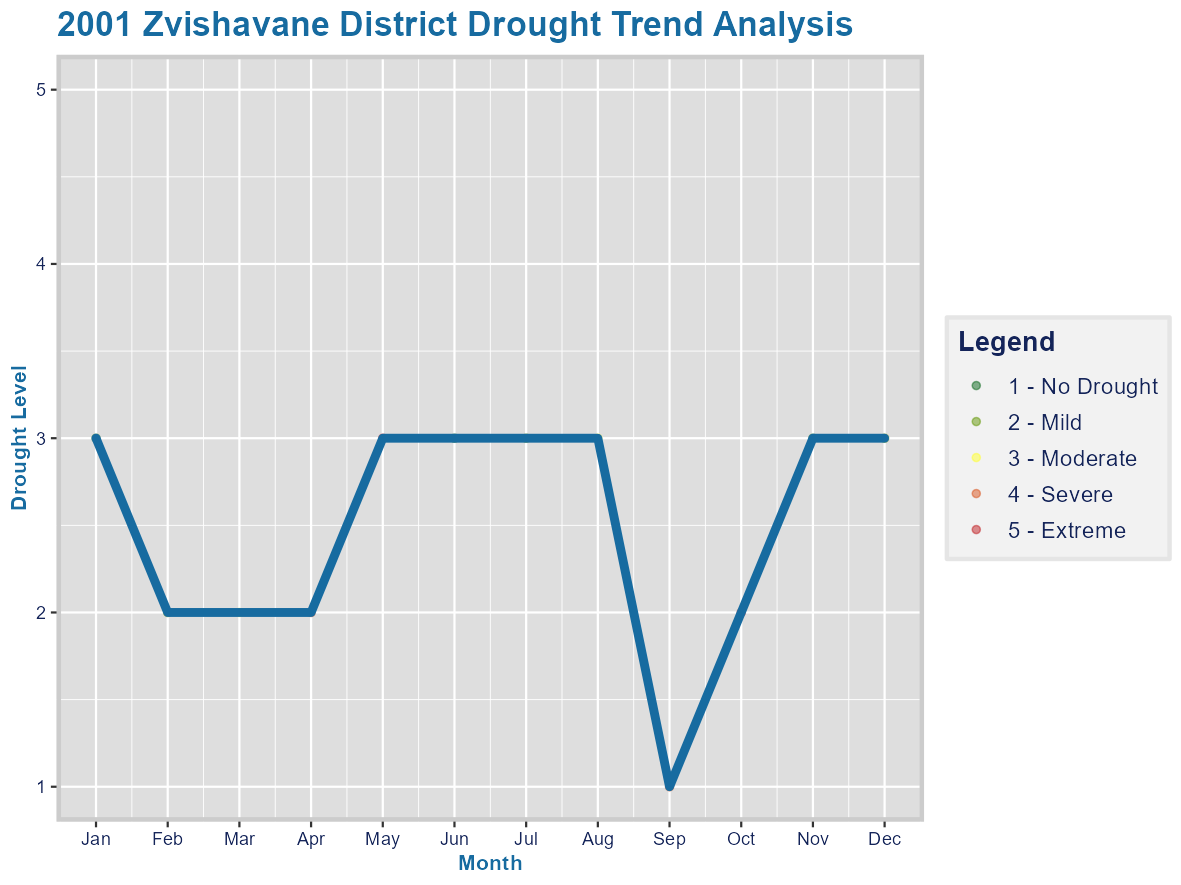 2001 Zvishavane District Drought Trend Analysis
5
4
3
2
1
Drought Level
Jan Feb Mar Apr May Jun Jul Aug Sep Oct Nov Dec
Month
Legend
1 - No Drought
2 - Mild
3 - Moderate
4 - Severe
5 - Extreme